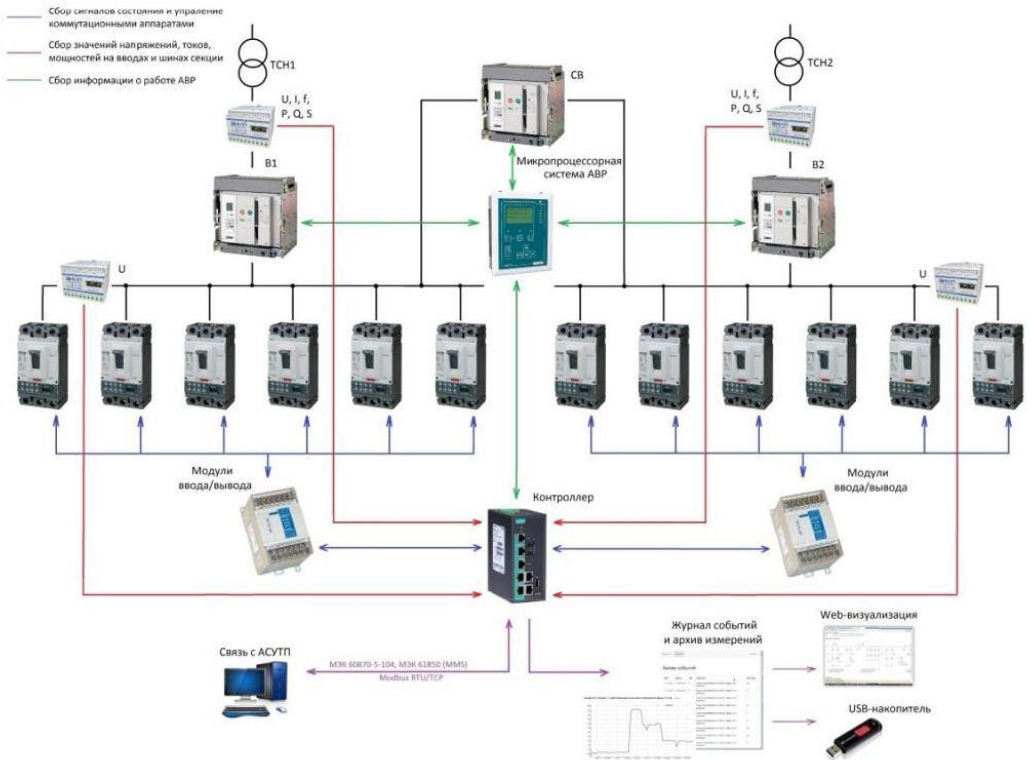 Сбор сигналов состояния и управление
коммутационными аппаратами
Сбор значений напряжений, токов,
мощностей на вводах и шинах секции
Сбор информации о работе АВР
ТСН1
СВ
ТСН2
U, I, f,
P, Q, S
U, I, f,
P, Q, S
В1
Микропроцессорная
система АВР
В2
U
U
Модули
ввода/вывода
Модули
ввода/вывода
Контроллер
Связь с АСУТП
МЭК 60870-5-104, МЭК 61850 (MMS)
Modbus RTU/TCP
Журнал событий
и архив измерений
Web-визуализация
USB-накопитель